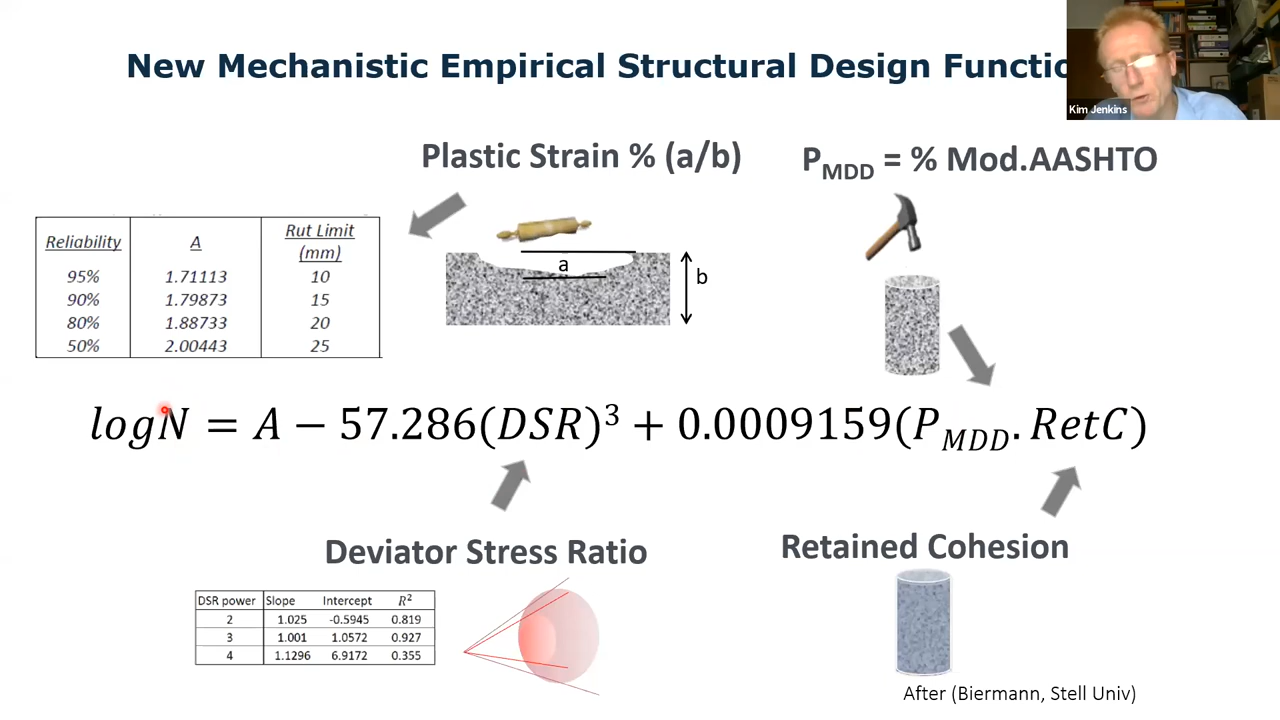 New Mechanistic Empirical Structural Design Functio
Kim Jenkins
Plastic Strain % (a/b)
P_MDD = % Mod.AASHTO
Reliability A Rut Limit (mm)
95% 1.71113 10
90% 1.79873 15
80% 1.88733 20
50% 2.00443 25
a
b
logN = A − 57.286(DSR)³ + 0.0009159(P_MDD. RetC)
Deviator Stress Ratio
Retained Cohesion
DSR power Slope Intercept R²
2 1.025 -0.5945 0.819
3 1.001 1.0572 0.927
4 1.1296 6.9172 0.355
After (Biermann, Stell Univ)